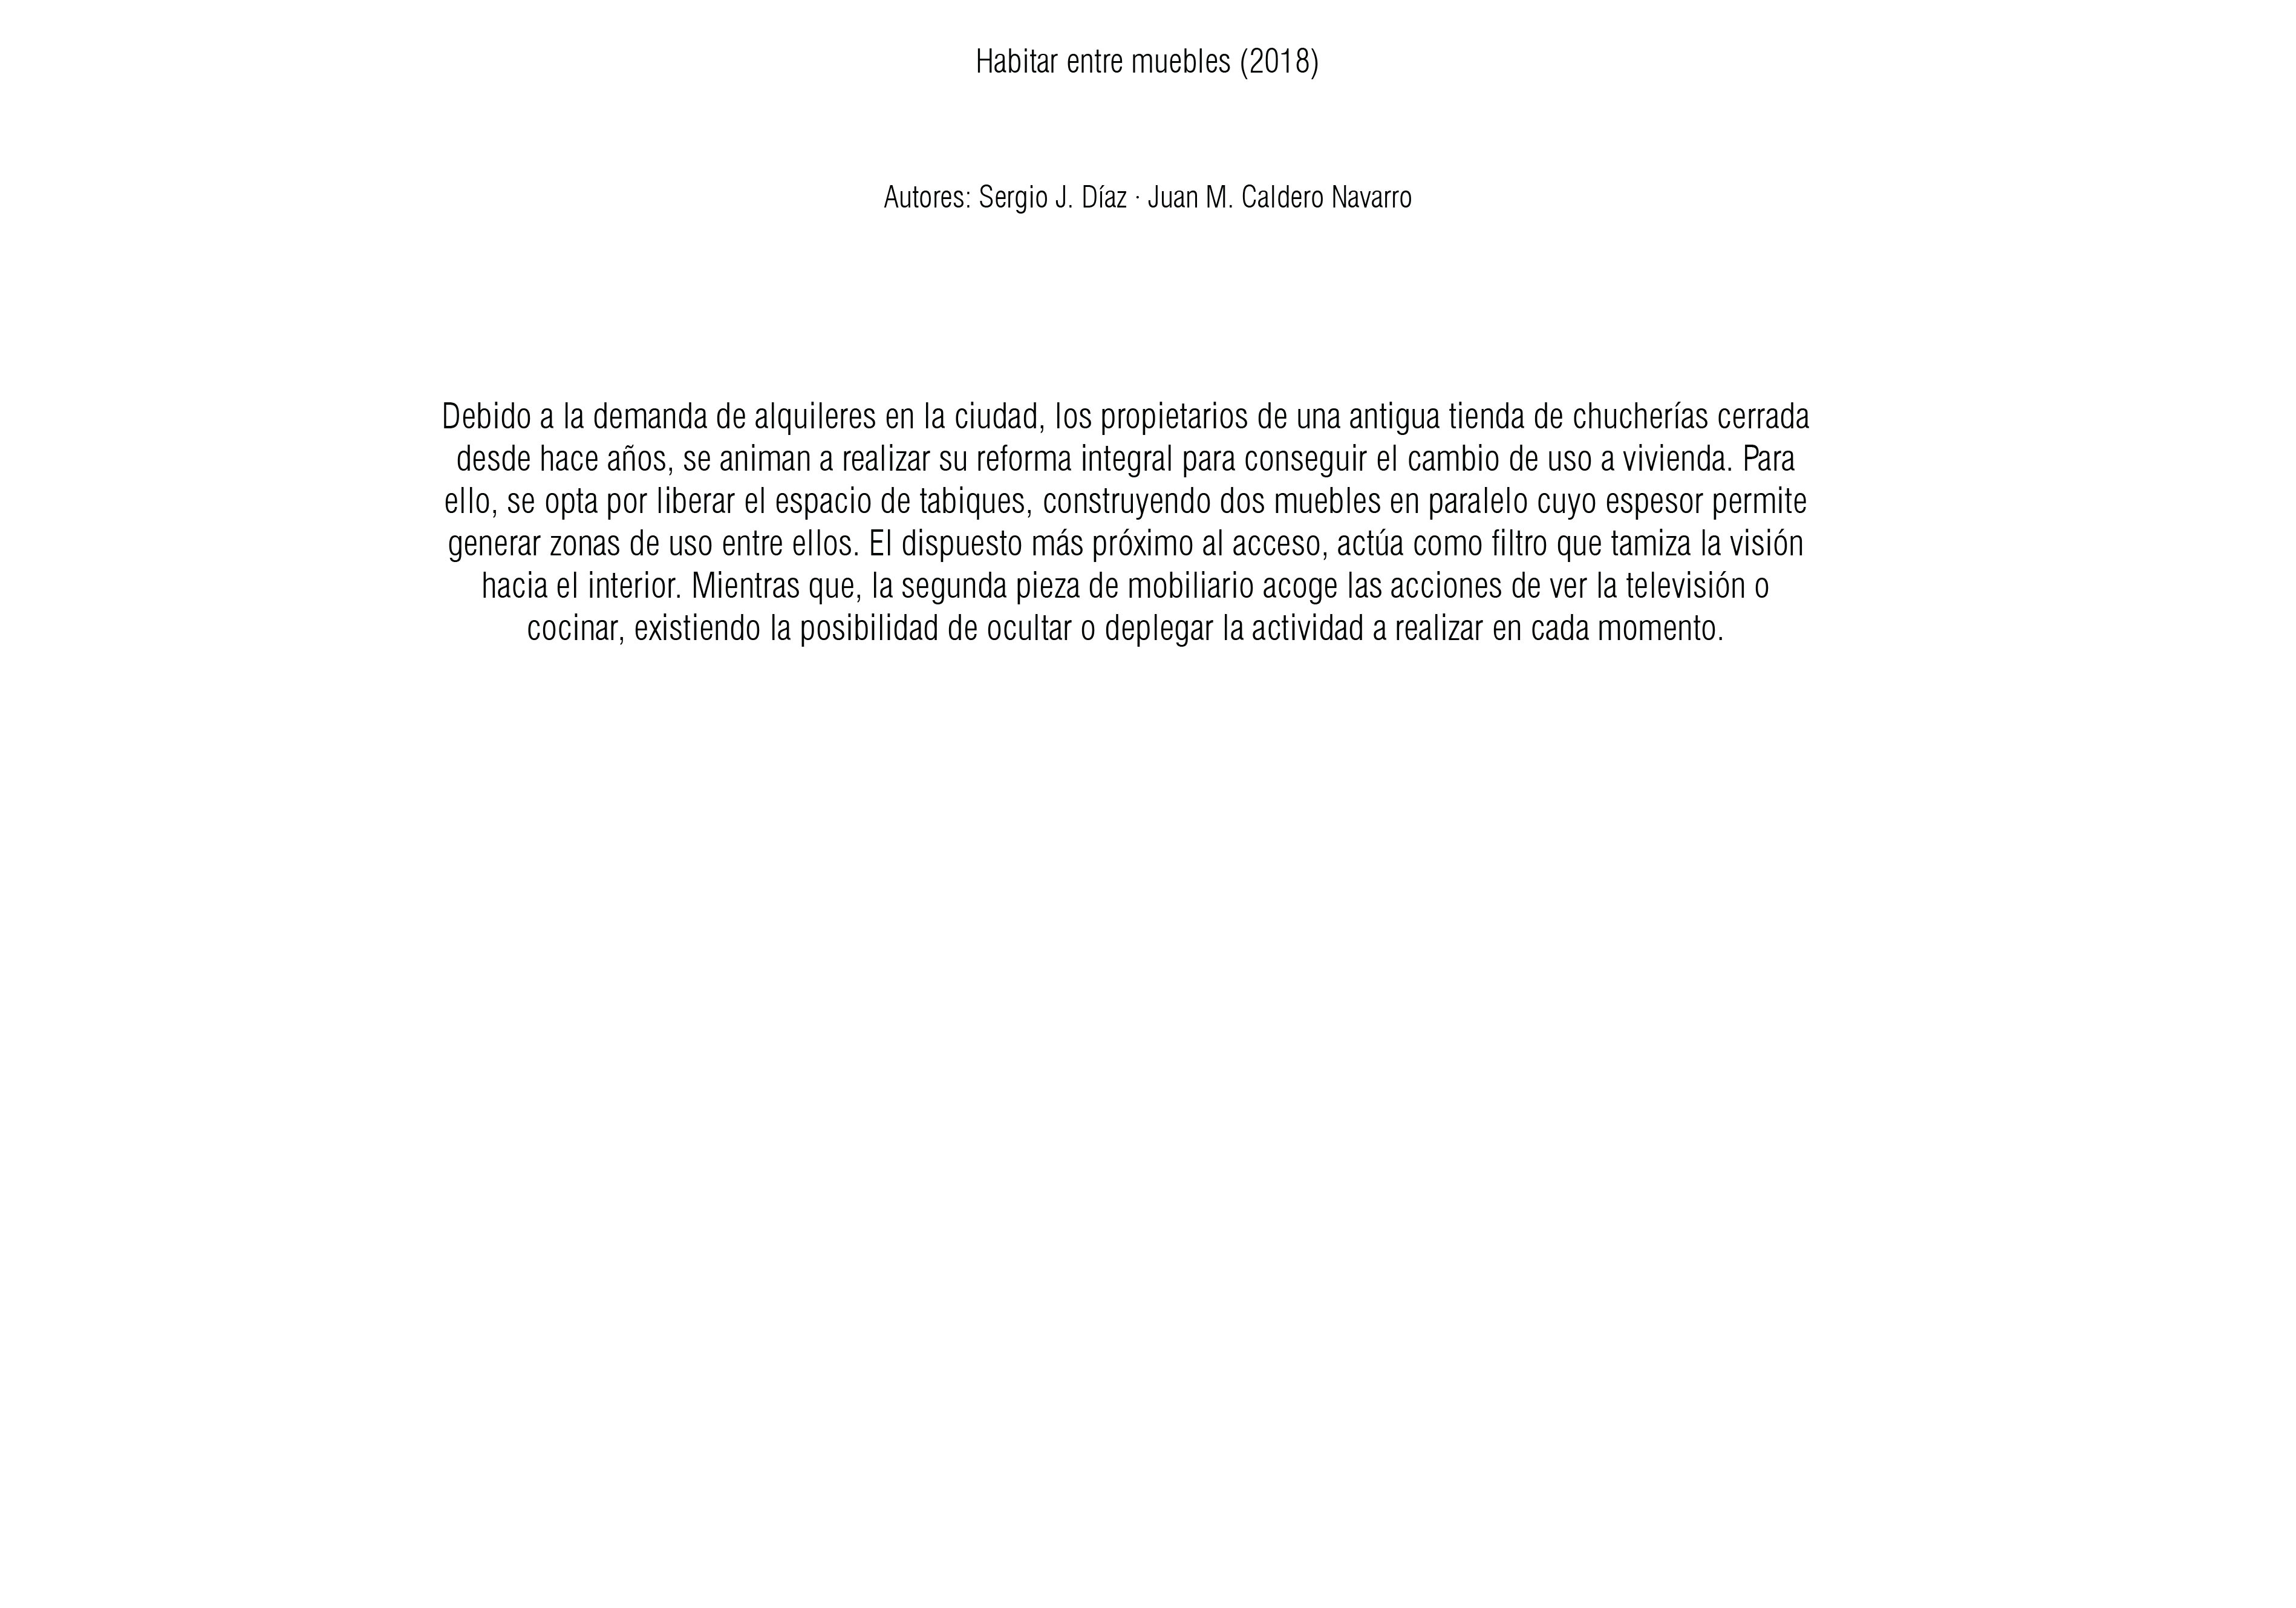 Habitar entre muebles (2018)
Autores: Sergio J. Díaz · Juan M. Caldero Navarro
Debido a la demanda de alquileres en la ciudad, los propietarios de una antigua tienda de chucherías cerrada
desde hace años, se animan a realizar su reforma integral para conseguir el cambio de uso a vivienda. Para
ello, se opta por liberar el espacio de tabiques, construyendo dos muebles en paralelo cuyo espesor permite
generar zonas de uso entre ellos. El dispuesto más próximo al acceso, actúa como filtro que tamiza la visión
hacia el interior. Mientras que, la segunda pieza de mobiliario acoge las acciones de ver la televisión o
cocinar, existiendo la posibilidad de ocultar o deplegar la actividad a realizar en cada momento.